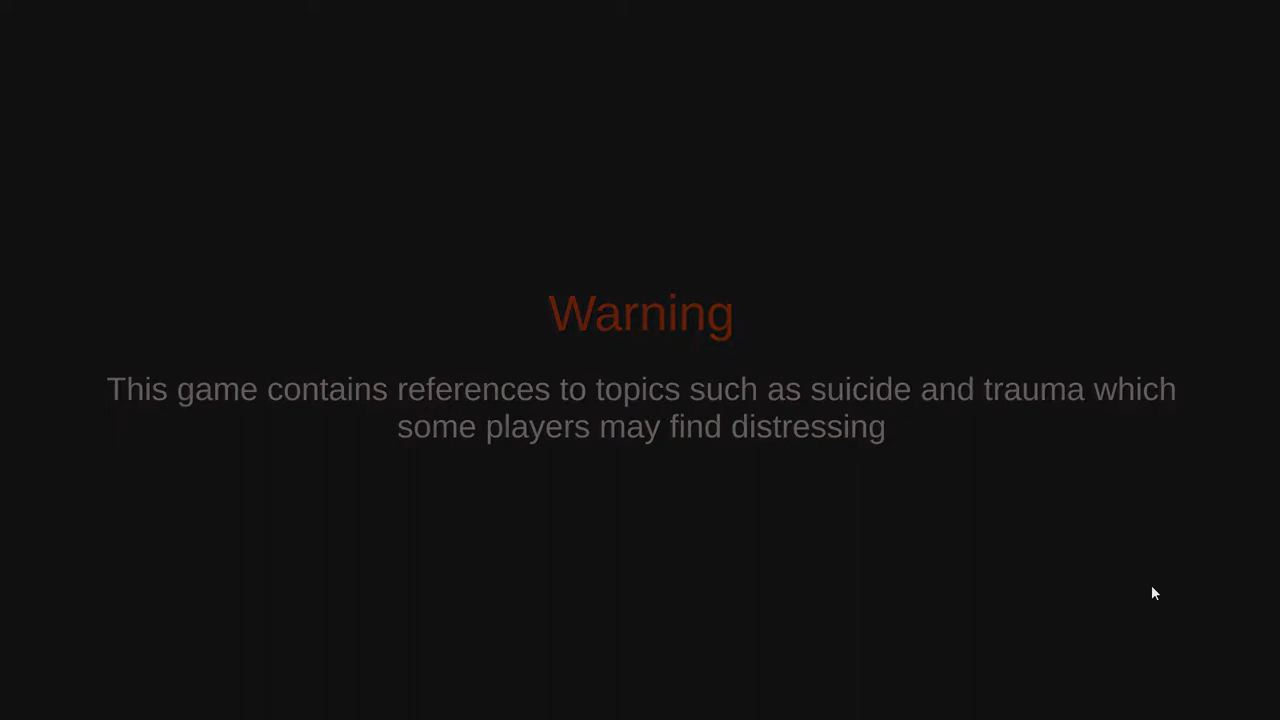 Warning
This game contains references to topics such as suicide and trauma which
some players may find distressing